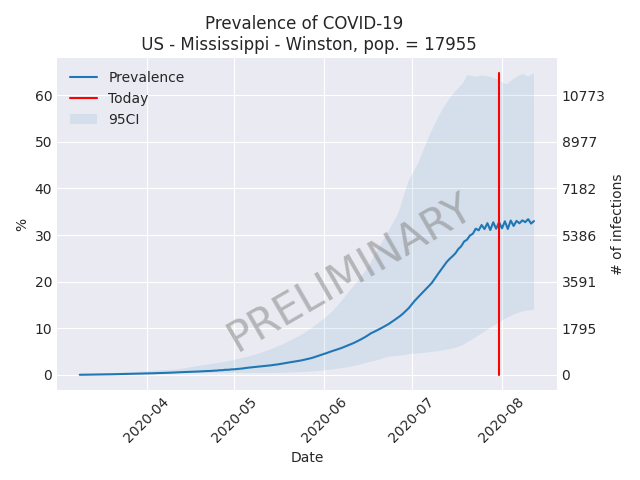 Prevalence of COVID-19
US - Mississippi - Winston, pop. = 17955
Prevalence
Today
95CI
60
50
40
30
20
10
0
%
10773
8977
7182
5386
3591
1795
0
# of infections
PRELIMINARY
2020-04
2020-05
2020-06
2020-07
2020-08
Date